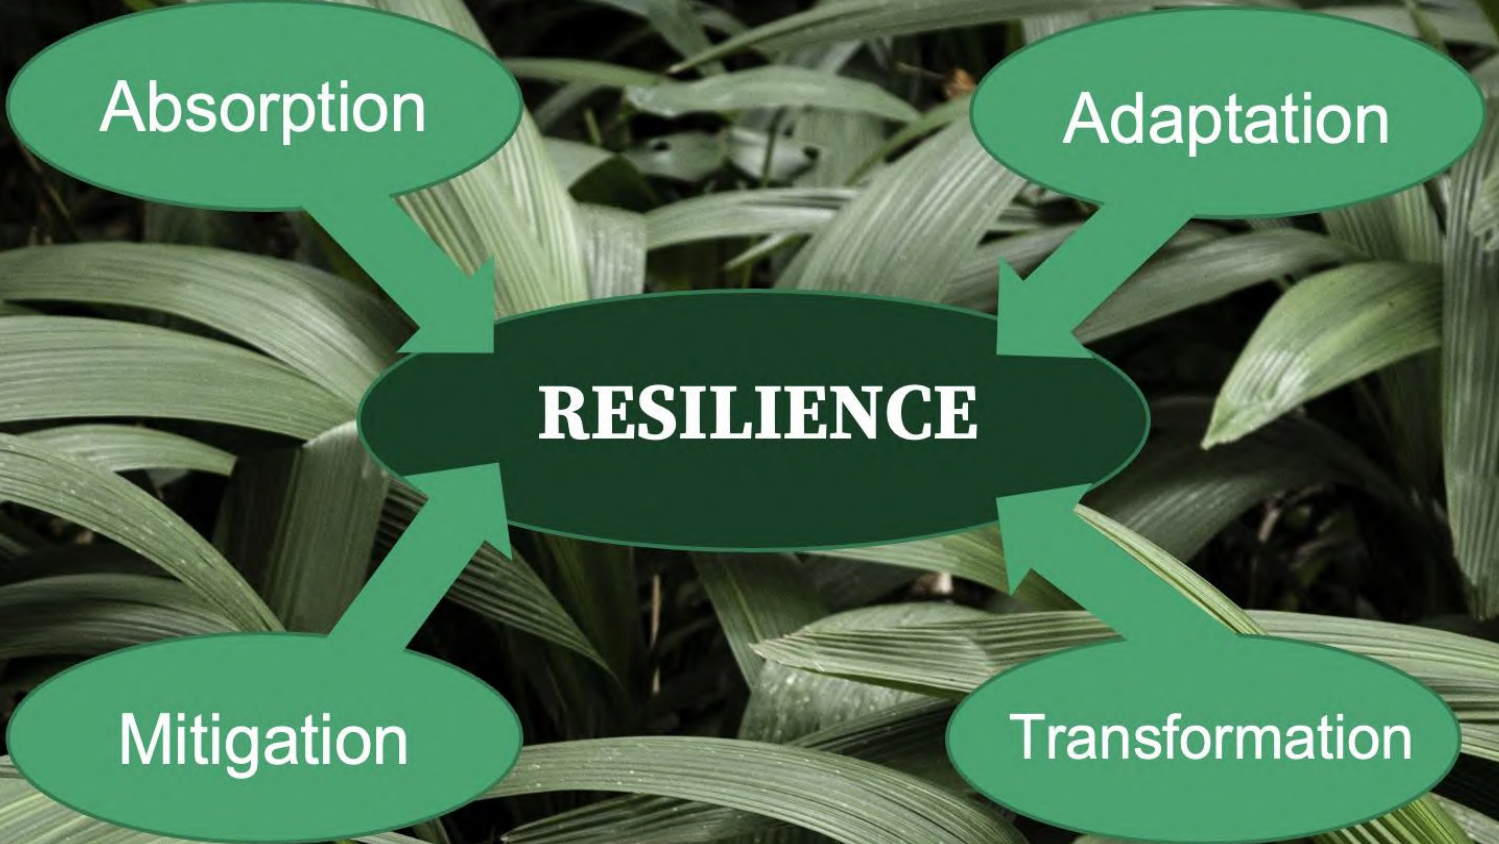 Absorption
Adaptation
RESILIENCE
Mitigation
Transformation